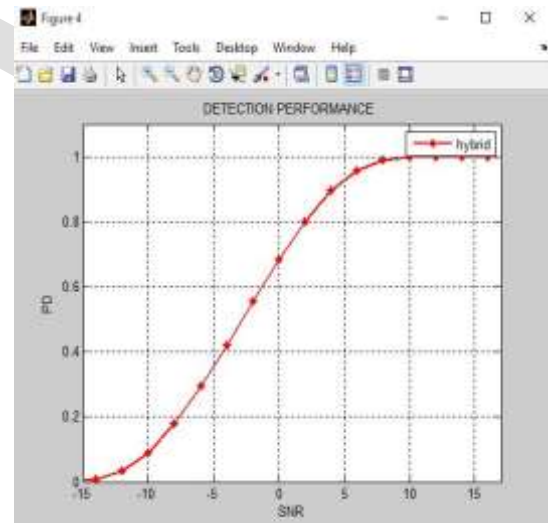 Figure 4
File Edit View Insert Tools Desktop Window Help
DETECTION PERFORMANCE
hybrid
1
0.8
0.6
0.4
0.2
0
PD
-15 -10 -5 0 5 10 15
SNR